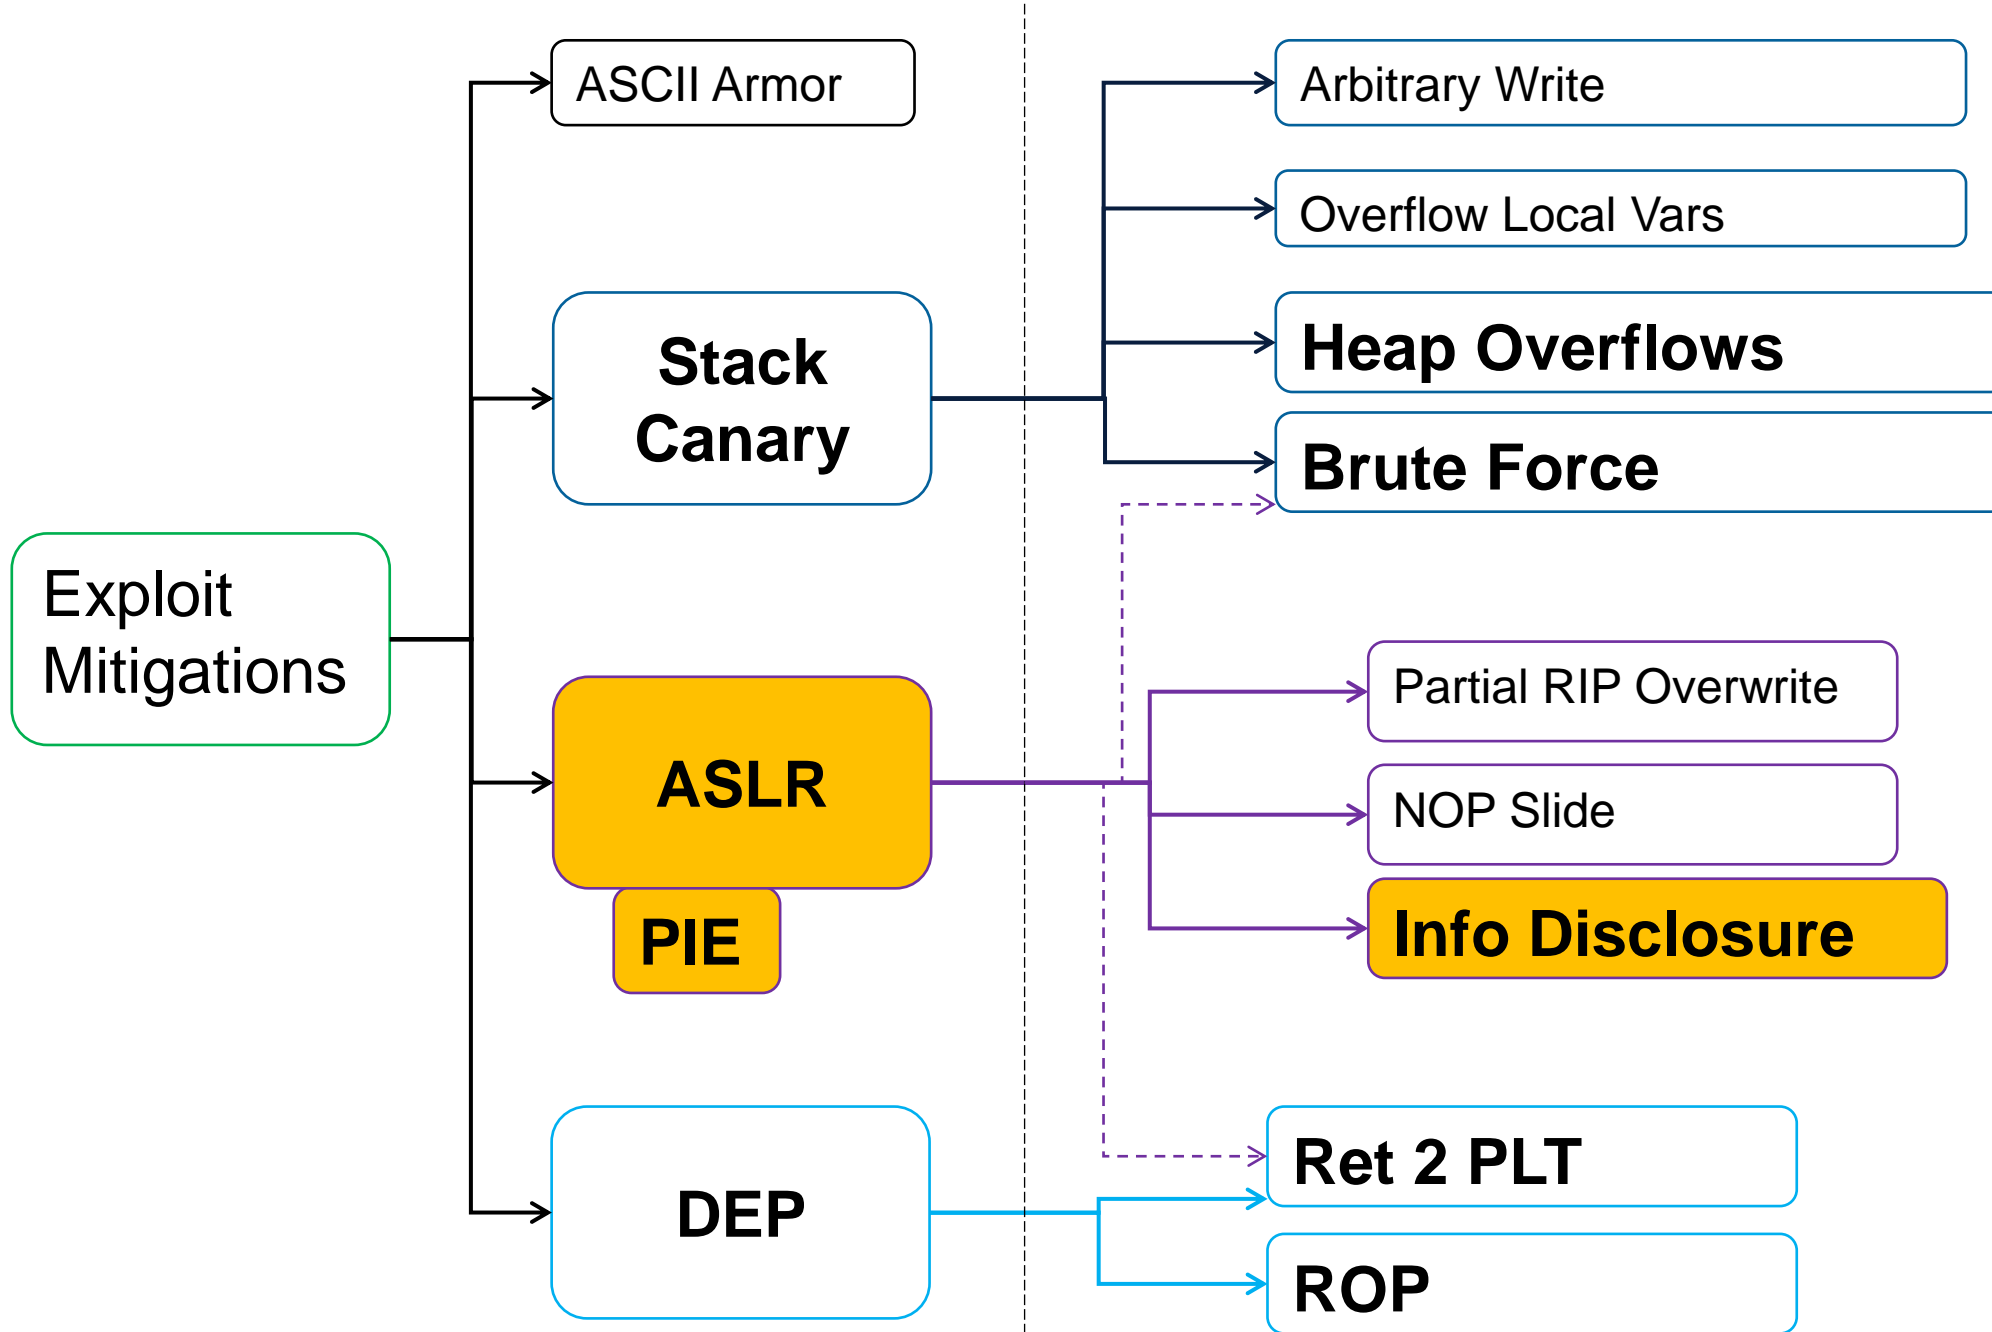 ASCII Armor
Arbitrary Write
Overflow Local Vars
Stack
Canary
Heap Overflows
Brute Force
Exploit
Mitigations
Partial RIP Overwrite
ASLR
NOP Slide
PIE
Info Disclosure
Ret 2 PLT
DEP
ROP